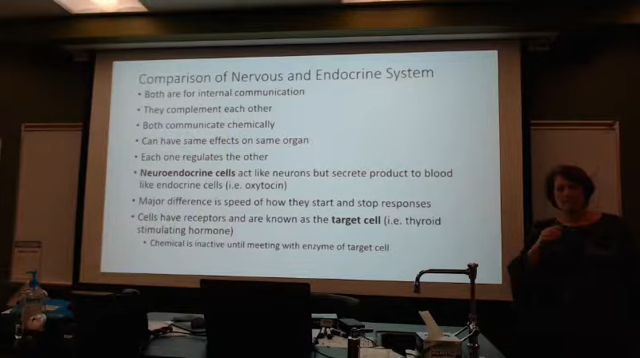 Comparison of Nervous and Endocrine System
• Both are for internal communication
• They complement each other
• Both communicate chemically
• Can have same effects on same organ
• Each one regulates the other
• Neuroendocrine cells act like neurons but secrete product to blood
like endocrine cells (i.e. oxytocin)
• Major difference is speed of how they start and stop responses
• Cells have receptors and are known as the target cell (i.e. thyroid
stimulating hormone)
• Chemical is inactive until meeting with enzyme of target cell